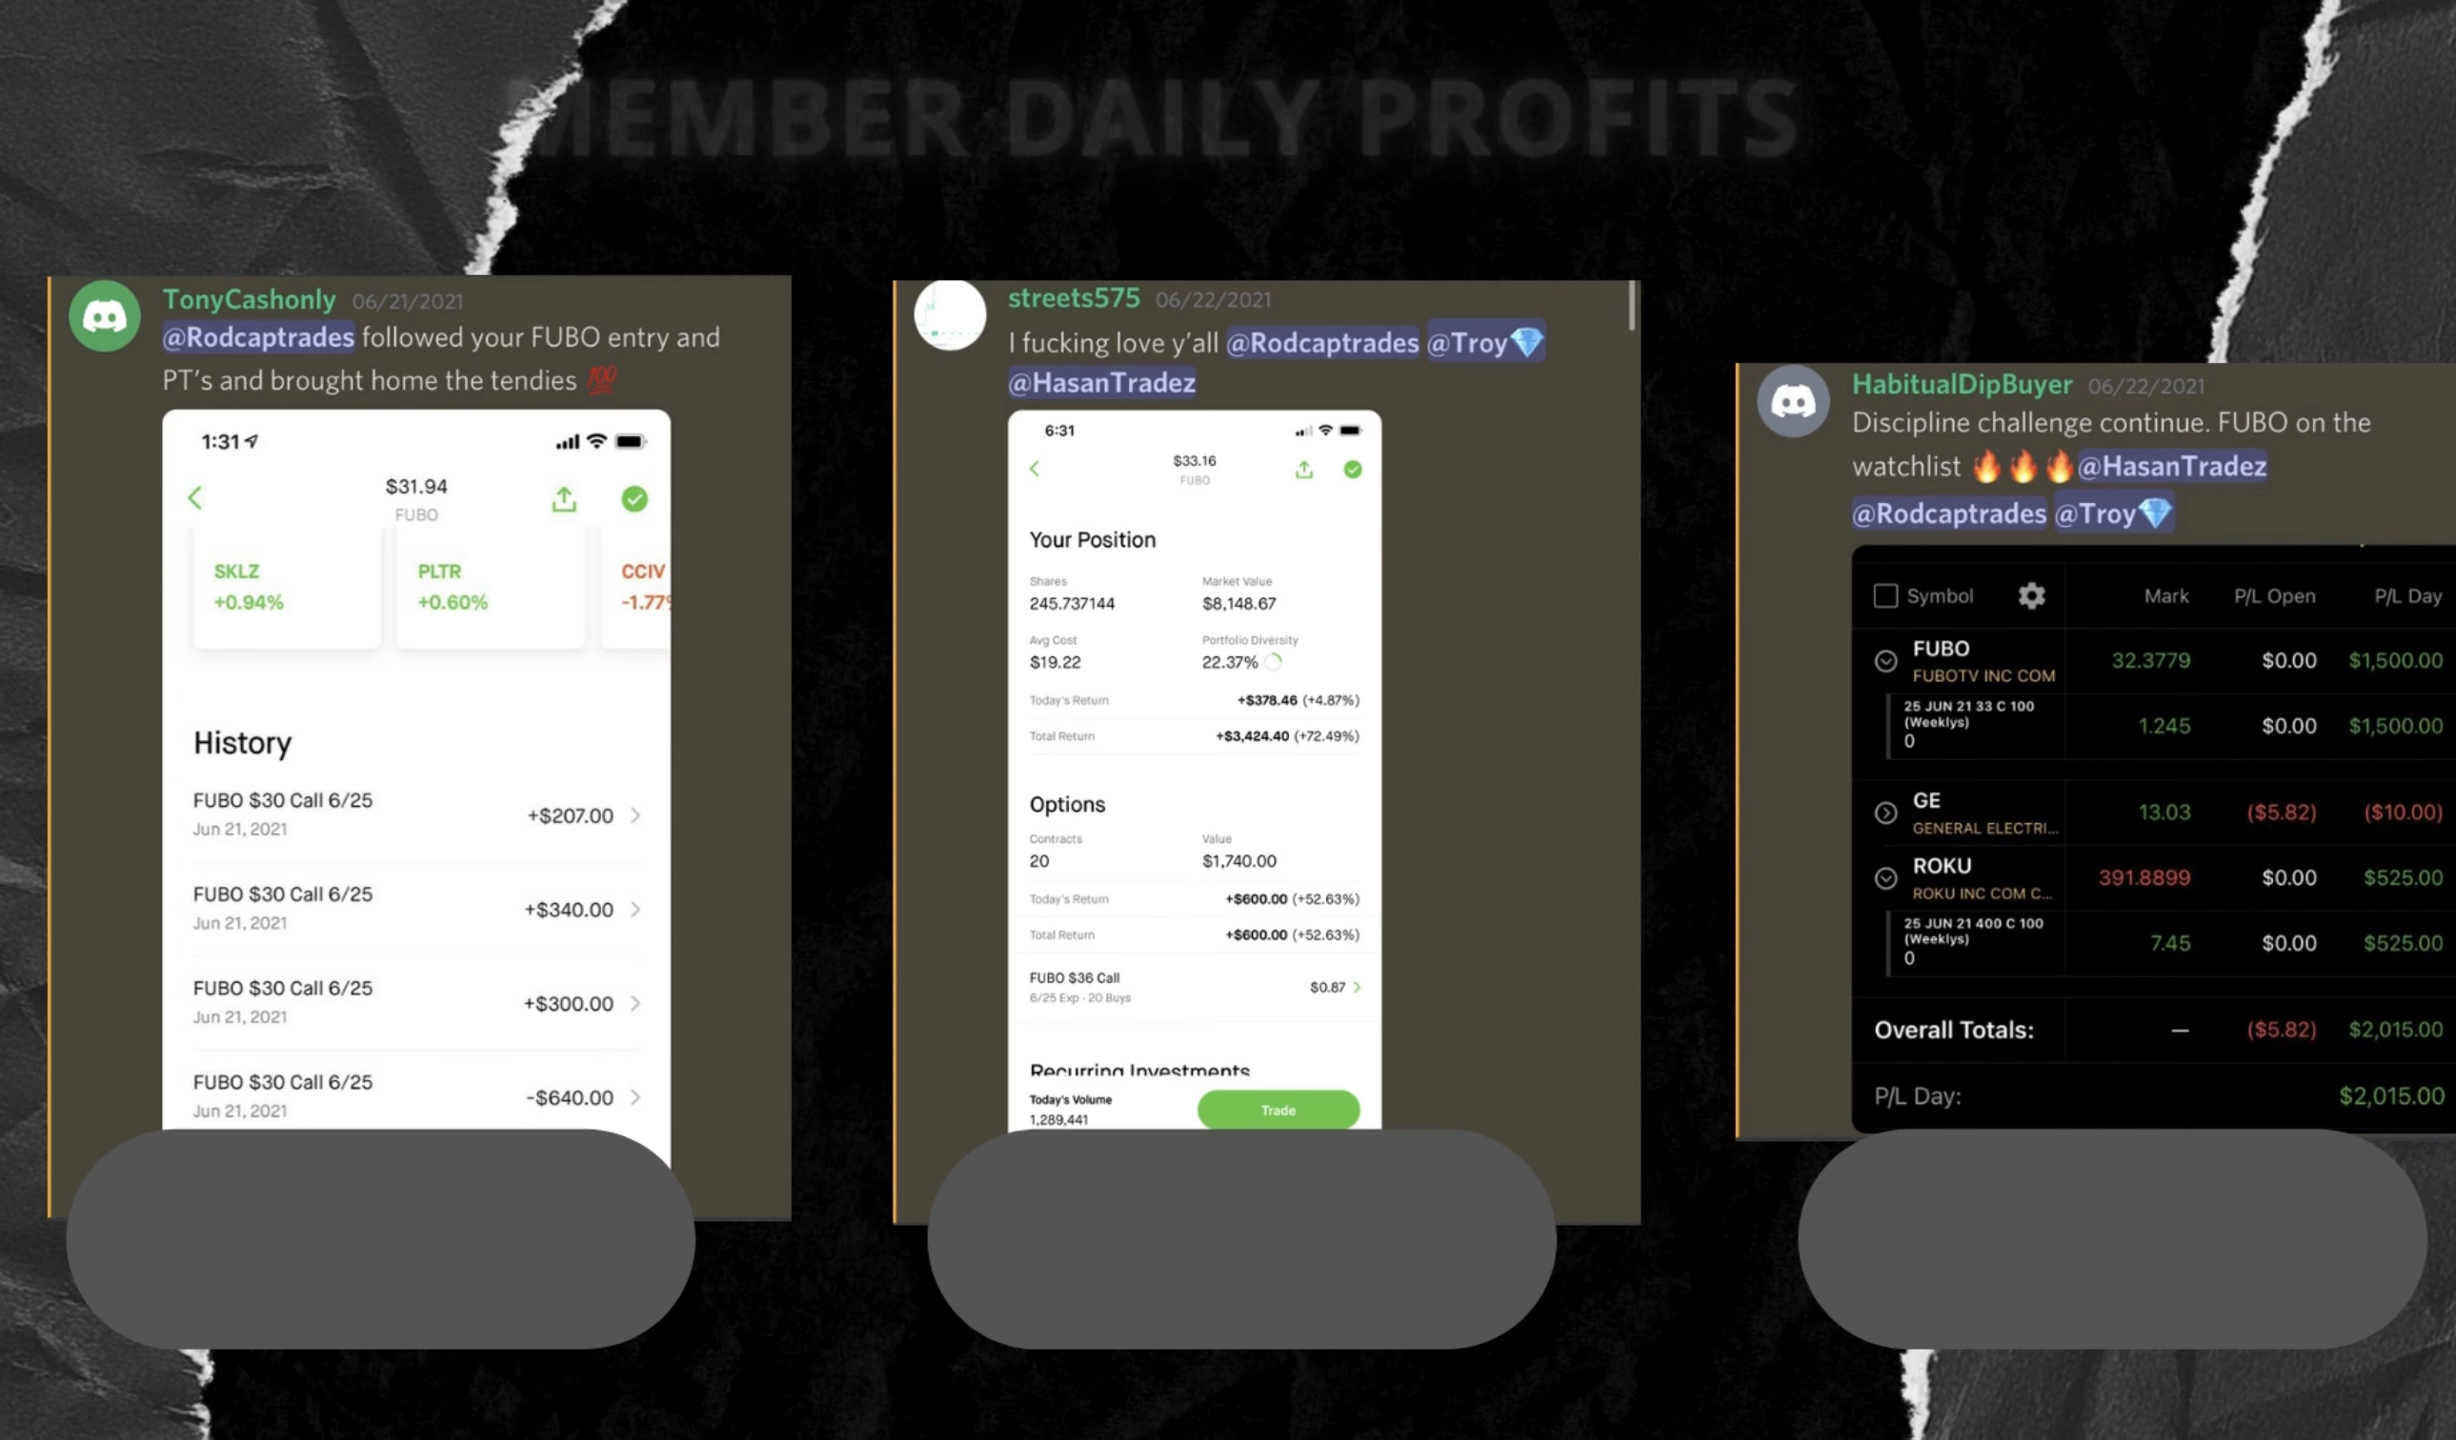 MEMBER DAILY PROFITS
TonyCashonly 06/21/2021
@Rodcaptrades followed your FUBO entry and
PT's and brought home the tendies 💯
1:31
$31.94
FUBO
SKLZ PLTR CCIV
+0.94% +0.60% -1.77%
History
FUBO $30 Call 6/25 +$207.00
Jun 21, 2021
FUBO $30 Call 6/25 +$340.00
Jun 21, 2021
FUBO $30 Call 6/25 +$300.00
Jun 21, 2021
FUBO $30 Call 6/25 -$640.00
Jun 21, 2021
streets575 06/22/2021
I fucking love y'all @Rodcaptrades @Troy💎
@HasanTradez
6:31
$33.16
FUBO
Your Position
Shares Market Value
245.737144 $8,148.67
Avg Cost Portfolio Diversity
$19.22 22.37%
Today's Return +$378.46 (+4.87%)
Total Return +$3,424.40 (+72.49%)
Options
Contracts Value
20 $1,740.00
Today's Return +$600.00 (+52.63%)
Total Return +$600.00 (+52.63%)
FUBO $36 Call $0.87
6/25 Exp - 20 Buys
Recurring Investments
Today's Volume
1,289,441
Trade
HabitualDipBuyer 06/22/2021
Discipline challenge continue. FUBO on the
watchlist 🔥🔥🔥@HasanTradez
@Rodcaptrades @Troy💎
Symbol Mark P/L Open P/L Day
FUBO 32.3779 $0.00 $1,500.00
FUBOTV INC COM
25 JUN 21 33 C 100
(Weeklys) 1.245 $0.00 $1,500.00
0
GE 13.03 ($5.82) ($10.00)
GENERAL ELECTRI...
ROKU 391.8899 $0.00 $525.00
ROKU INC COM C...
25 JUN 21 400 C 100
(Weeklys) 7.45 $0.00 $525.00
0
Overall Totals: — ($5.82) $2,015.00
P/L Day: $2,015.00